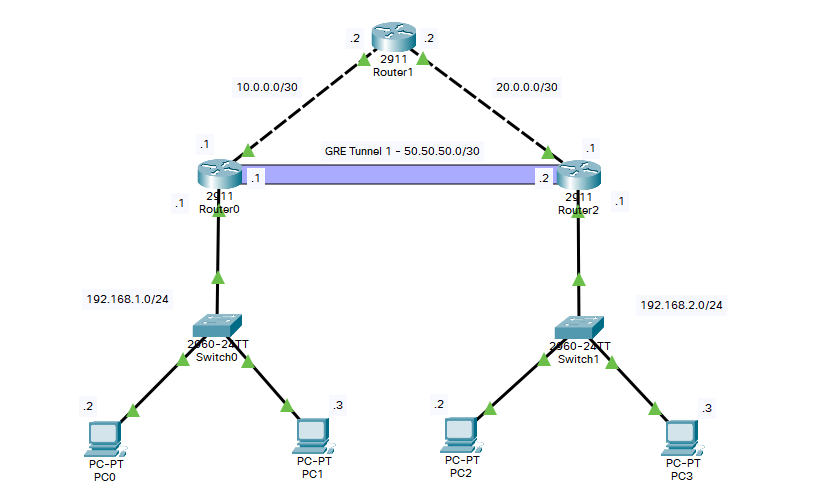 .2
.2
2911
Router1
10.0.0.0/30
20.0.0.0/30
.1
GRE Tunnel 1 - 50.50.50.0/30
.1
.1
.2
2911
Router0
2911
Router2
.1
.1
192.168.1.0/24
192.168.2.0/24
2960-24TT
Switch0
2960-24TT
Switch1
.2
.3
.2
.3
PC-PT
PC0
PC-PT
PC1
PC-PT
PC2
PC-PT
PC3